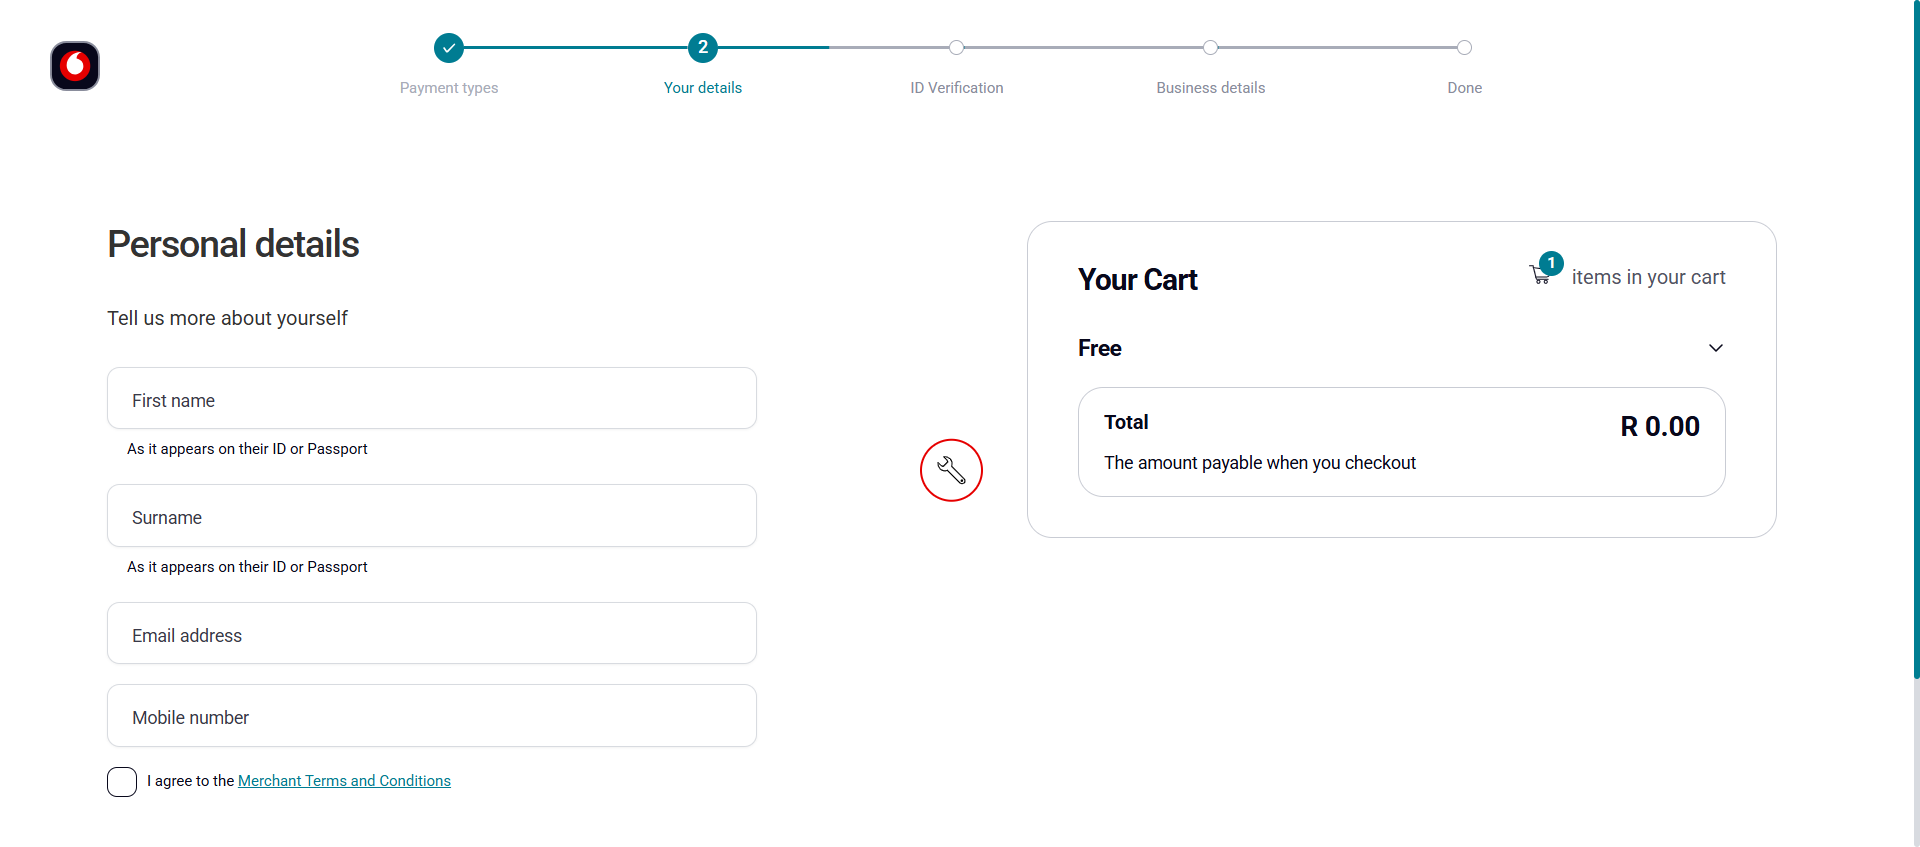 2
Payment types
Your details
ID Verification
Business details
Done
Personal details
Tell us more about yourself
First name
As it appears on their ID or Passport
Surname
As it appears on their ID or Passport
Email address
Mobile number
I agree to the Merchant Terms and Conditions
Your Cart
1
items in your cart
Free
Total
R 0.00
The amount payable when you checkout